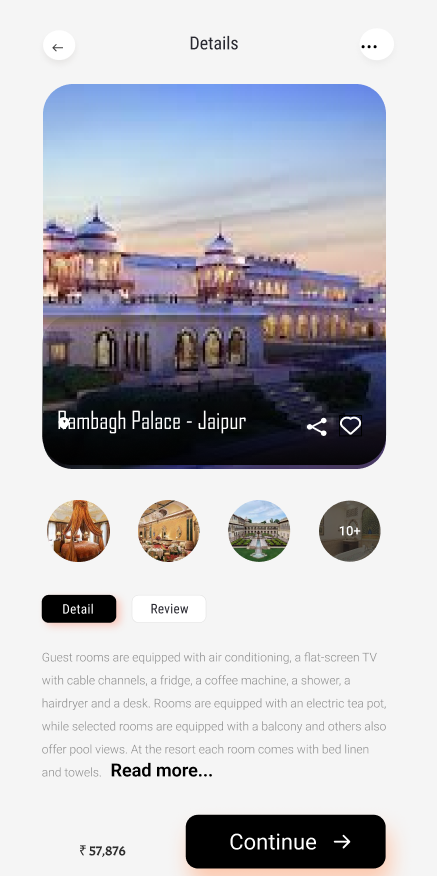 Details
Rambagh Palace - Jaipur
10+
Detail
Review
Guest rooms are equipped with air conditioning, a flat-screen TV
with cable channels, a fridge, a coffee machine, a shower, a
hairdryer and a desk. Rooms are equipped with an electric tea pot,
while selected rooms are equipped with a balcony and others also
offer pool views. At the resort each room comes with bed linen
and towels. Read more...
₹ 57,876
Continue